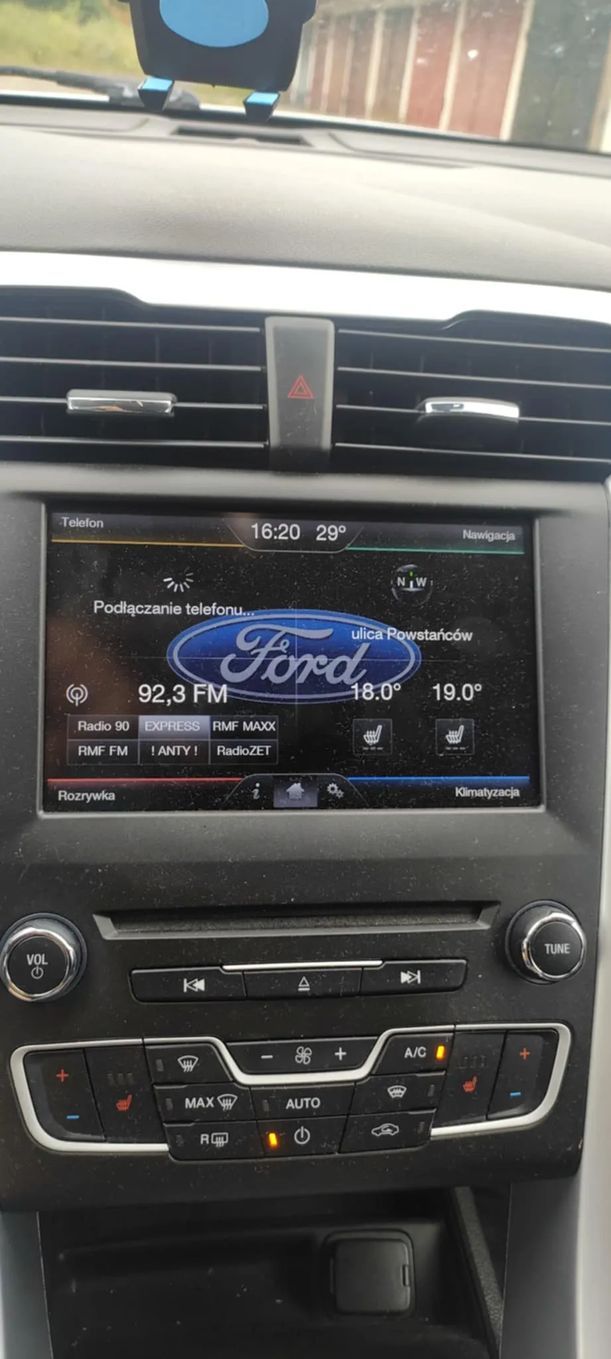 Telefon
16:20 29°
Nawigacja
N W
Podłączanie telefonu...
ulica Powstańców
Ford
92,3 FM
18.0° 19.0°
Radio 90 EXPRESS RMF MAXX
RMF FM ! ANTY ! RadioZET
Rozrywka
i
Klimatyzacja
VOL
TUNE
- + A/C
MAX AUTO
R